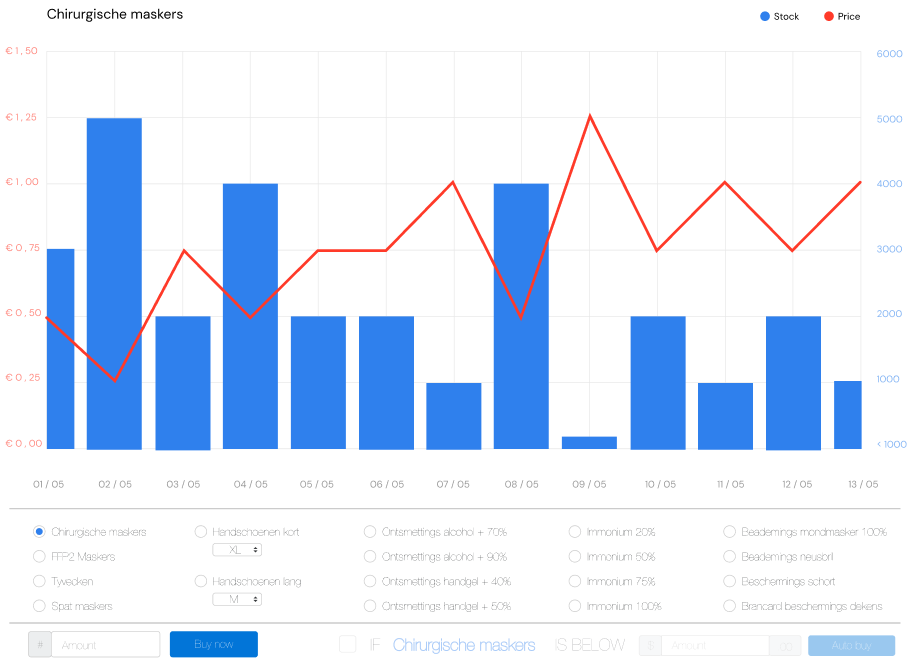 Chirurgische maskers
Stock Price
€ 1, 50 6000
€ 1, 25 5000
€ 1, 00 4000
€ 0, 75 3000
€ 0, 50 2000
€ 0, 25 1000
€ 0, 00 < 1000
01 / 05 02 / 05 03 / 05 04 / 05 05 / 05 06 / 05 07 / 05 08 / 05 09 / 05 10 / 05 11 / 05 12 / 05 13 / 05
Chirurgische maskers Handschoenen kort Ontsmettings alcohol + 70% Immonium 20% Beademings mondmasker 100%
FFP2 Maskers XL Ontsmettings alcohol + 90% Immonium 50% Beademings neusbril
Tyvecken Handschoenen lang Ontsmettings handgel + 40% Immonium 75% Beschermings schort
Spat maskers M Ontsmettings handgel + 50% Immonium 100% Brancard beschermings dekens
# Amount Buy now IF Chirurgische maskers IS BELOW Amount Auto buy